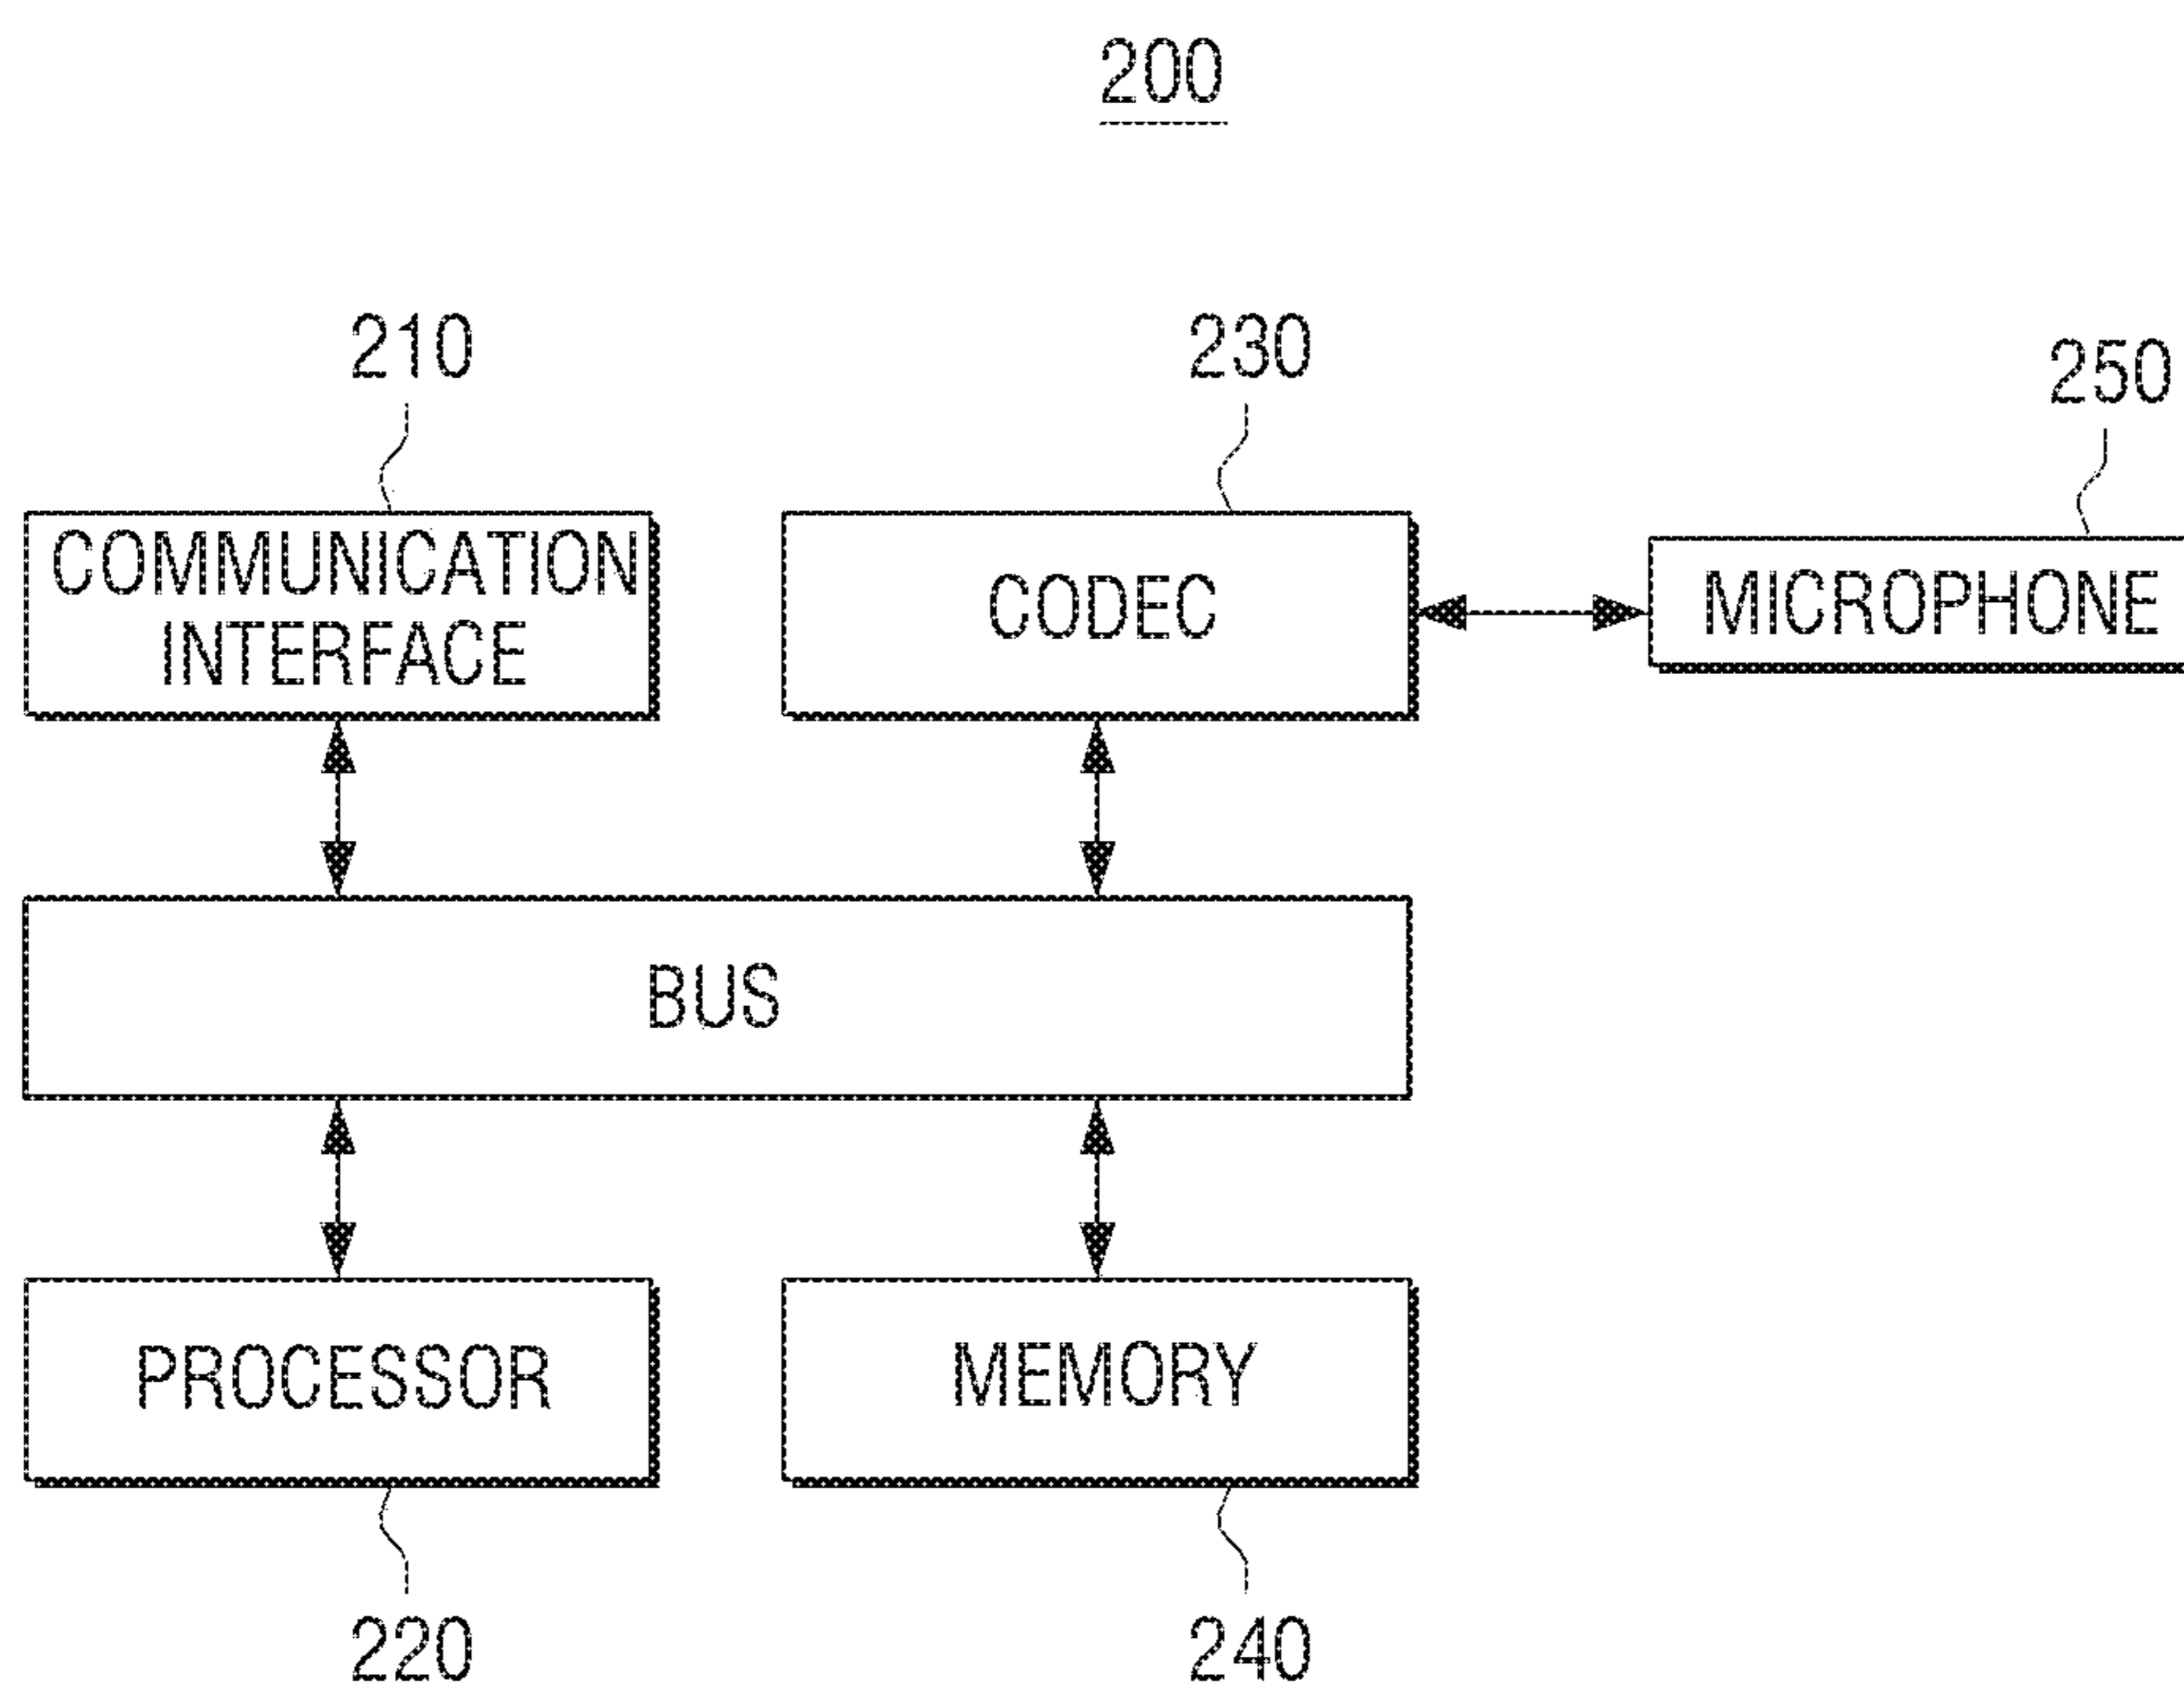 200
210
230
250
COMMUNICATION
INTERFACE
CODEC
MICROPHONE
BUS
PROCESSOR
MEMORY
220
240